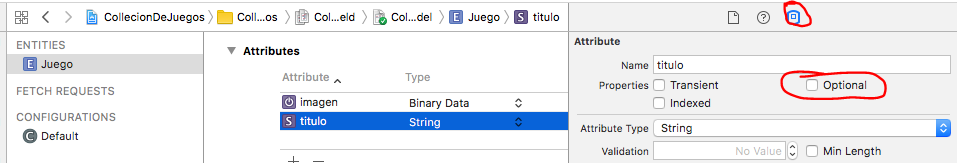 CollecionDeJuegos Coll...os Col...eld Col...del E Juego S titulo
ENTITIES
E Juego
FETCH REQUESTS
CONFIGURATIONS
C Default
Attributes
Attribute Type
imagen Binary Data
S titulo String
+ −
Attribute
Name titulo
Properties Transient Optional
Indexed
Attribute Type String
Validation No Value Min Length